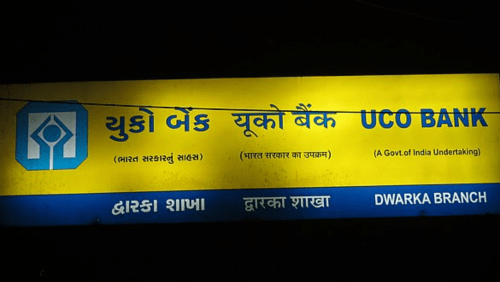 યુકો બેંક यूको बैंक UCO BANK
(ભારત સરકારનું સાહસ) (भारत सरकार का उपक्रम) (A Govt.of India Undertaking)
દ્વારકા શાખા द्वारका शाखा DWARKA BRANCH